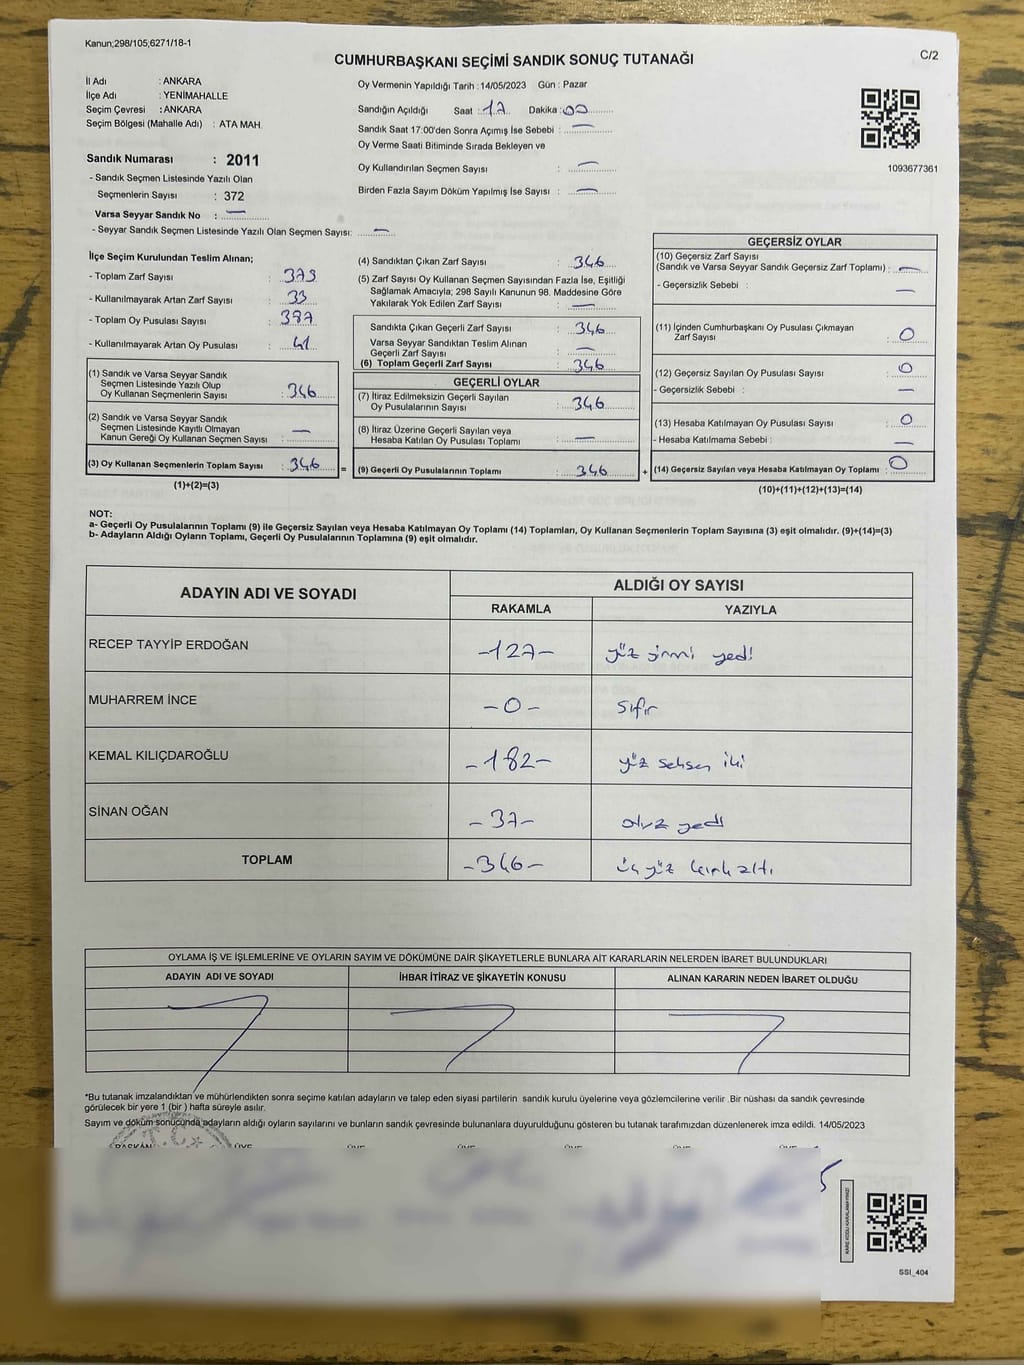 Kanun;298/105,6271/18-1
C/2
CUMHURBAŞKANI SEÇİMİ SANDIK SONUÇ TUTANAĞI
İl Adı : ANKARA
İlçe Adı : YENİMAHALLE
Seçim Çevresi : ANKARA
Seçim Bölgesi (Mahalle Adı) : ATA MAH.
Oy Vermenin Yapıldığı Tarih : 14/05/2023 Gün : Pazar
Sandığın Açıldığı Saat : 17 Dakika : 00
Sandık Saat 17:00'den Sonra Açımış İse Sebebi : —
Oy Verme Saati Bitiminde Sırada Bekleyen ve
Oy Kullandırılan Seçmen Sayısı : —
Birden Fazla Sayım Döküm Yapılmış İse Sayısı : —
1093677361
Sandık Numarası : 2011
- Sandık Seçmen Listesinde Yazılı Olan
Seçmenlerin Sayısı : 372
Varsa Seyyar Sandık No : —
- Seyyar Sandık Seçmen Listesinde Yazılı Olan Seçmen Sayısı: —
İlçe Seçim Kurulundan Teslim Alınan;
- Toplam Zarf Sayısı : 379
- Kullanılmayarak Artan Zarf Sayısı : 33
- Toplam Oy Pusulası Sayısı : 387
- Kullanılmayarak Artan Oy Pusulası : 41
(1) Sandık ve Varsa Seyyar Sandık
Seçmen Listesinde Yazılı Olup
Oy Kullanan Seçmenlerin Sayısı : 346
(2) Sandık ve Varsa Seyyar Sandık
Seçmen Listesinde Kayıtlı Olmayan
Kanun Gereği Oy Kullanan Seçmen Sayısı : —
(3) Oy Kullanan Seçmenlerin Toplam Sayısı : 346 =
(1)+(2)=(3)
(4) Sandıktan Çıkan Zarf Sayısı : 346
(5) Zarf Sayısı Oy Kullanan Seçmen Sayısından Fazla İse, Eşitliği
Sağlamak Amacıyla; 298 Sayılı Kanunun 98. Maddesine Göre
Yakılarak Yok Edilen Zarf Sayısı : —
Sandıkta Çıkan Geçerli Zarf Sayısı : 346
Varsa Seyyar Sandıktan Teslim Alınan
Geçerli Zarf Sayısı : —
(6) Toplam Geçerli Zarf Sayısı : 346
GEÇERLİ OYLAR
(7) İtiraz Edilmeksizin Geçerli Sayılan
Oy Pusulalarının Sayısı : 346
(8) İtiraz Üzerine Geçerli Sayılan veya
Hesaba Katılan Oy Pusulası Toplamı : —
(9) Geçerli Oy Pusulalarının Toplamı : 346 +
GEÇERSİZ OYLAR
(10) Geçersiz Zarf Sayısı
(Sandık ve Varsa Seyyar Sandık Geçersiz Zarf Toplamı) : —
- Geçersizlik Sebebi : —
(11) İçinden Cumhurbaşkanı Oy Pusulası Çıkmayan
Zarf Sayısı : 0
(12) Geçersiz Sayılan Oy Pusulası Sayısı : 0
- Geçersizlik Sebebi : —
(13) Hesaba Katılmayan Oy Pusulası Sayısı : 0
- Hesaba Katılmama Sebebi : —
(14) Geçersiz Sayılan veya Hesaba Katılmayan Oy Toplamı : 0
(10)+(11)+(12)+(13)=(14)
NOT:
a- Geçerli Oy Pusulalarının Toplamı (9) ile Geçersiz Sayılan veya Hesaba Katılmayan Oy Toplamı (14) Toplamları, Oy Kullanan Seçmenlerin Toplam Sayısına (3) eşit olmalıdır. (9)+(14)=(3)
b- Adayların Aldığı Oyların Toplamı, Geçerli Oy Pusulalarının Toplamına (9) eşit olmalıdır.
ADAYIN ADI VE SOYADI
ALDIĞI OY SAYISI
RAKAMLA YAZIYLA
RECEP TAYYİP ERDOĞAN -127- yüz yirmi yedi
MUHARREM İNCE -0- sıfır
KEMAL KILIÇDAROĞLU -182- yüz seksen iki
SİNAN OĞAN -37- otuz yedi
TOPLAM -346- üç yüz kırk altı
OYLAMA İŞ VE İŞLEMLERİNE VE OYLARIN SAYIM VE DÖKÜMÜNE DAİR ŞİKAYETLERLE BUNLARA AİT KARARLARIN NELERDEN İBARET BULUNDUKLARI
ADAYIN ADI VE SOYADI İHBAR İTİRAZ VE ŞİKAYETİN KONUSU ALINAN KARARIN NEDEN İBARET OLDUĞU
*Bu tutanak imzalandıktan ve mühürlendikten sonra seçime katılan adayların ve talep eden siyasi partilerin sandık kurulu üyelerine veya gözlemcilerine verilir .Bir nüshası da sandık çevresinde
görülecek bir yere 1 (bir ) hafta süreyle asılır.
Sayım ve döküm sonucunda adayların aldığı oyların sayılarını ve bunların sandık çevresinde bulunanlara duyurulduğunu gösteren bu tutanak tarafımızdan düzenlenerek imza edildi. 14/05/2023
T.C.
BAŞKAN ÜYE ÜYE ÜYE ÜYE ÜYE
SSI_404